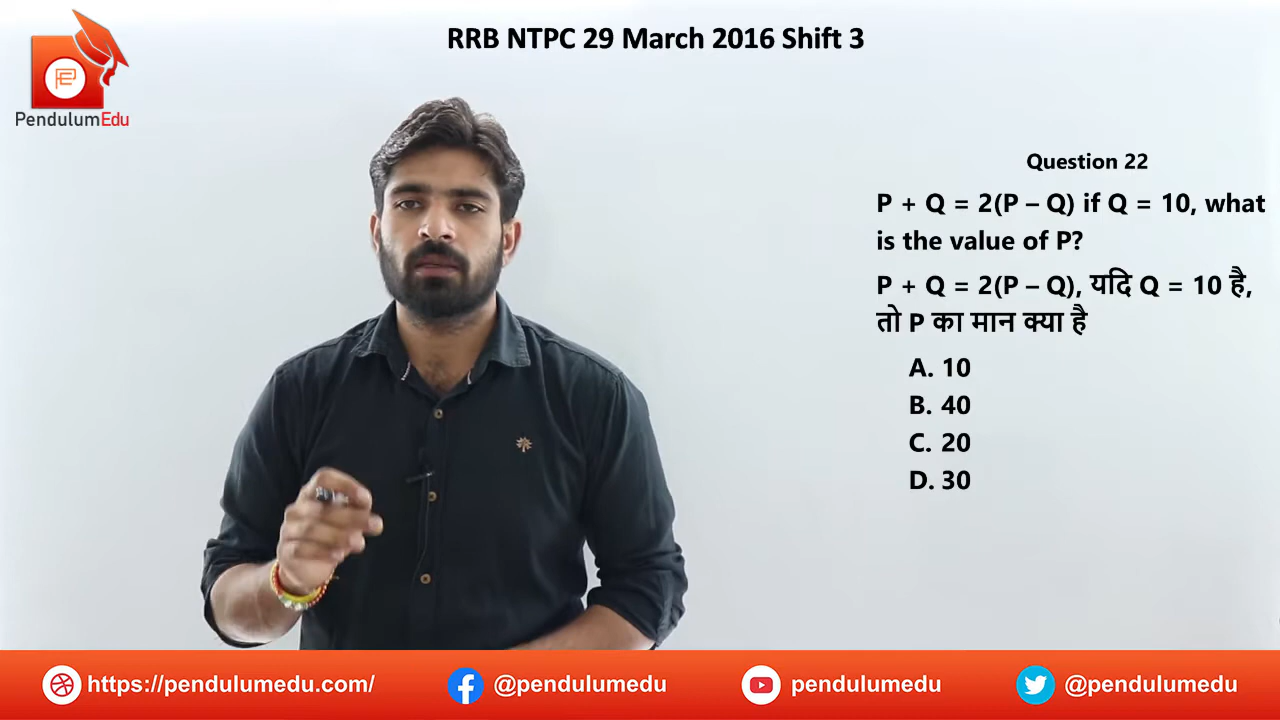 RRB NTPC 29 March 2016 Shift 3
PendulumEdu
Question 22
P + Q = 2(P – Q) if Q = 10, what
is the value of P?
P + Q = 2(P – Q), यदि Q = 10 है,
तो P का मान क्या है
A. 10
B. 40
C. 20
D. 30
https://pendulumedu.com/
@pendulumedu
pendulumedu
@pendulumedu